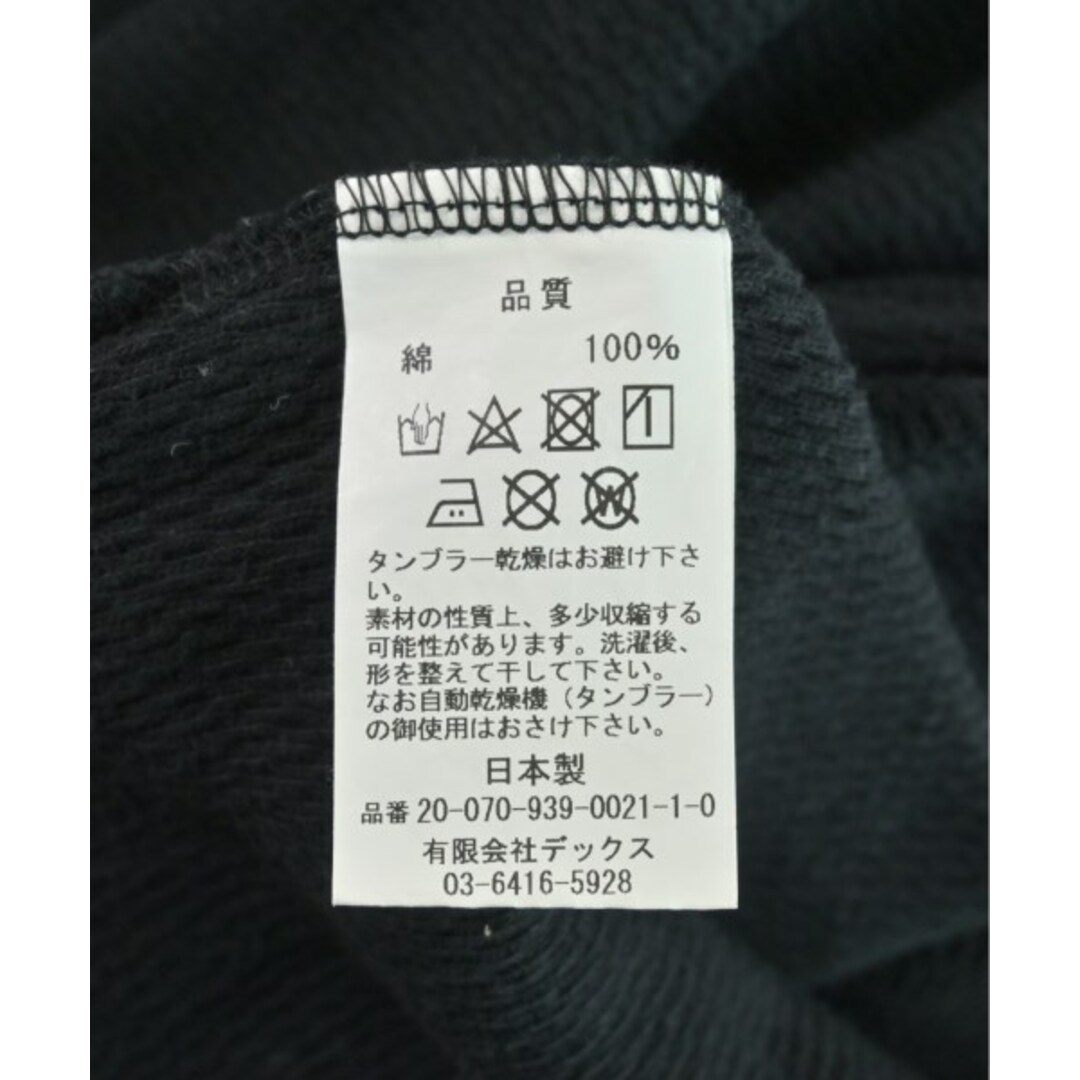 品質
綿 100%
W
タンブラー乾燥はお避け下さ
い。
素材の性質上、多少収縮する
可能性があります。洗濯後、
形を整えて干して下さい。
なお自動乾燥機（タンブラー）
の御使用はおさけ下さい。
日本製
品番 20-070-939-0021-1-0
有限会社デックス
03-6416-5928